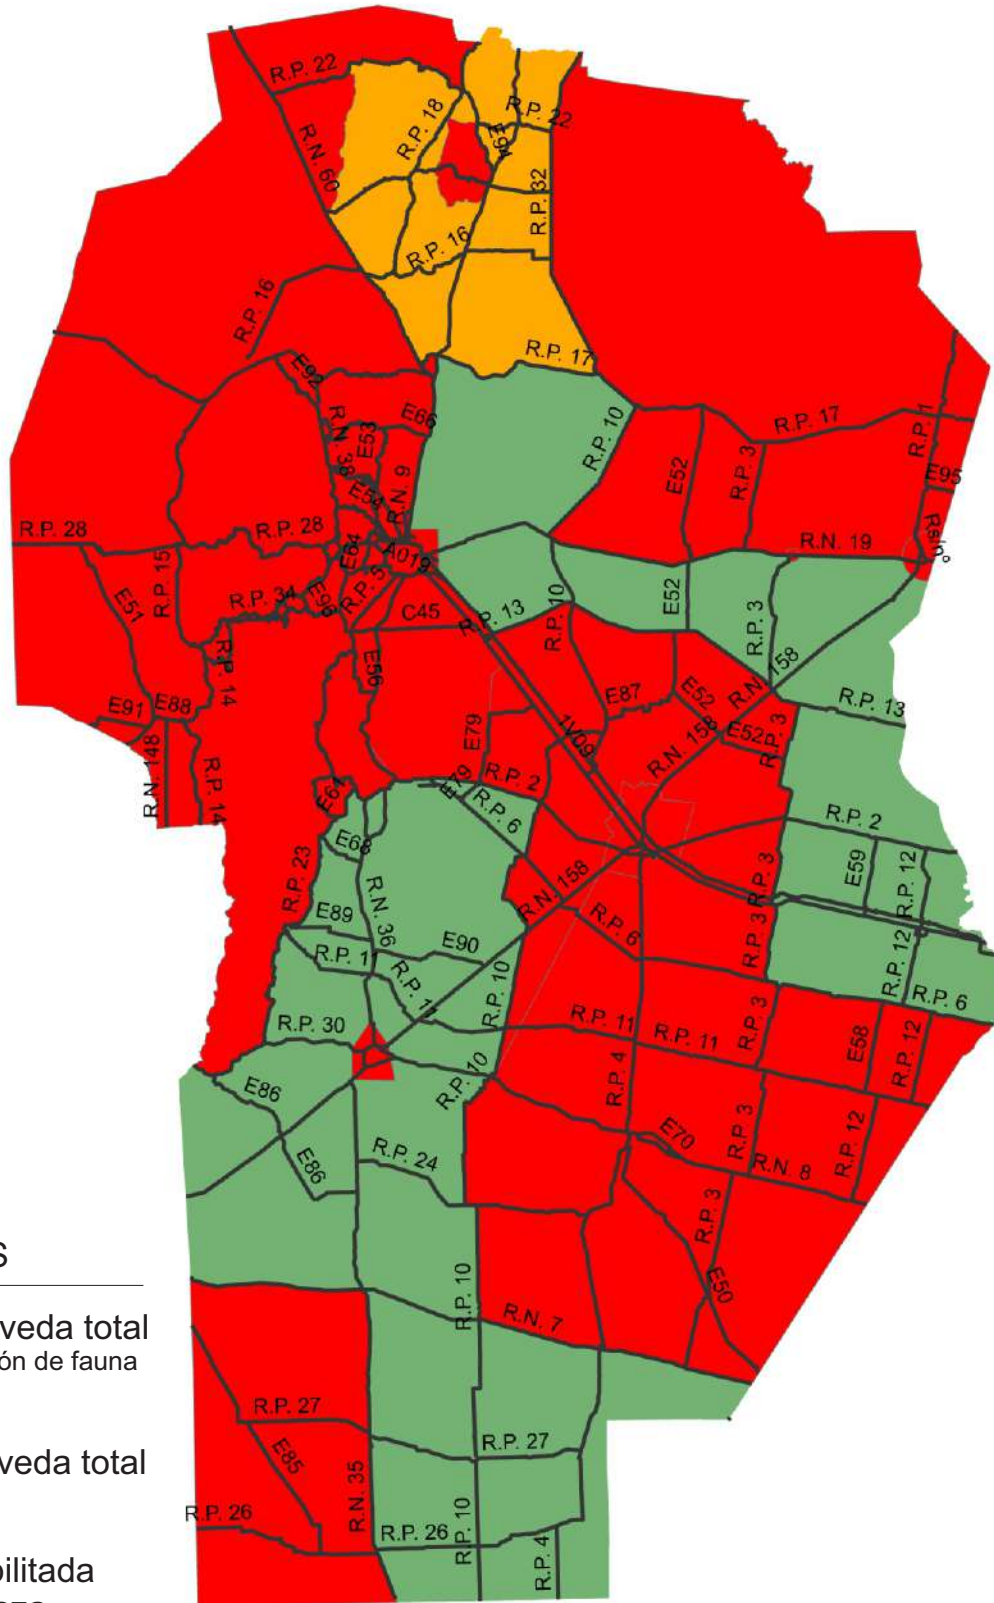 R.P. 22
R.P. 18
R.P. 22
E94
R.N. 60
R.P. 32
R.P. 16
R.P. 16
R.P. 17
E92
R.P. 10
R.P. 17
R.P. 1
E66
E53
R.N. 38
E52
R.P. 3
E95
E54
R.N. 9
R.P. 28
R.P. 28
E64
A019
R.N. 19
Rs/nº
R.P. 15
R.P. 5
E51
R.P. 34
E96
C45
R.P. 13
R.P. 10
E52
R.P. 3
R.P. 14
E56
R.N. 158
E91
E88
E87
E52
R.P. 13
E79
1V09
R.N. 158
E52
R.P. 3
R.N. 148
R.P. 14
E61
E79
R.P. 2
R.P. 6
R.P. 2
E68
R.P. 23
R.N. 158
R.P. 3
E59
R.P. 12
E89
R.N. 36
E90
R.P. 6
R.P. 3
R.P. 12
R.P. 11
R.P. 11
R.P. 10
R.P. 6
R.P. 30
R.P. 11
R.P. 11
R.P. 3
E58
R.P. 12
E86
R.P. 10
R.P. 4
E86
R.P. 24
E70
R.P. 3
R.N. 8
R.P. 12
R.P. 3
S
R.P. 10
R.N. 7
E50
veda total
ón de fauna
R.P. 27
R.P. 27
veda total
E85
R.N. 35
R.P. 26
R.P. 26
R.P. 10
R.P. 4
bilitada